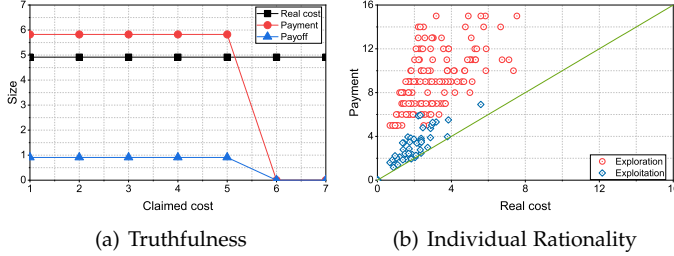 7
6
5
4
3
2
1
0
1 2 3 4 5 6 7
Size
Claimed cost
Real cost
Payment
Payoff
(a) Truthfulness
16
12
8
4
0
0 4 8 12 16
Payment
Real cost
Exploration
Exploitation
(b) Individual Rationality